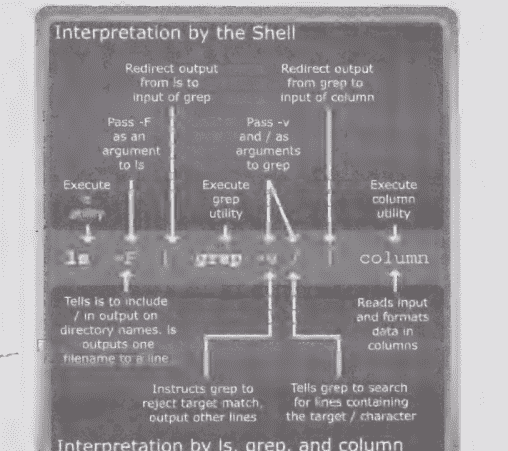 Interpretation by the Shell
Redirect output
from ls to
input of grep
Redirect output
from grep to
input of column
Pass -F
as an
argument
to ls
Pass -v
and / as
arguments
to grep
Execute
utility
Execute
grep
utility
Execute
column
utility
ls -F | grep -v / | column
Tells ls to include
/ in output on
directory names. ls
outputs one
filename to a line.
Reads input
and formats
data in
columns
Instructs grep to
reject target match,
output other lines
Tells grep to search
for lines containing
the target / character
Interpretation by ls, grep, and column